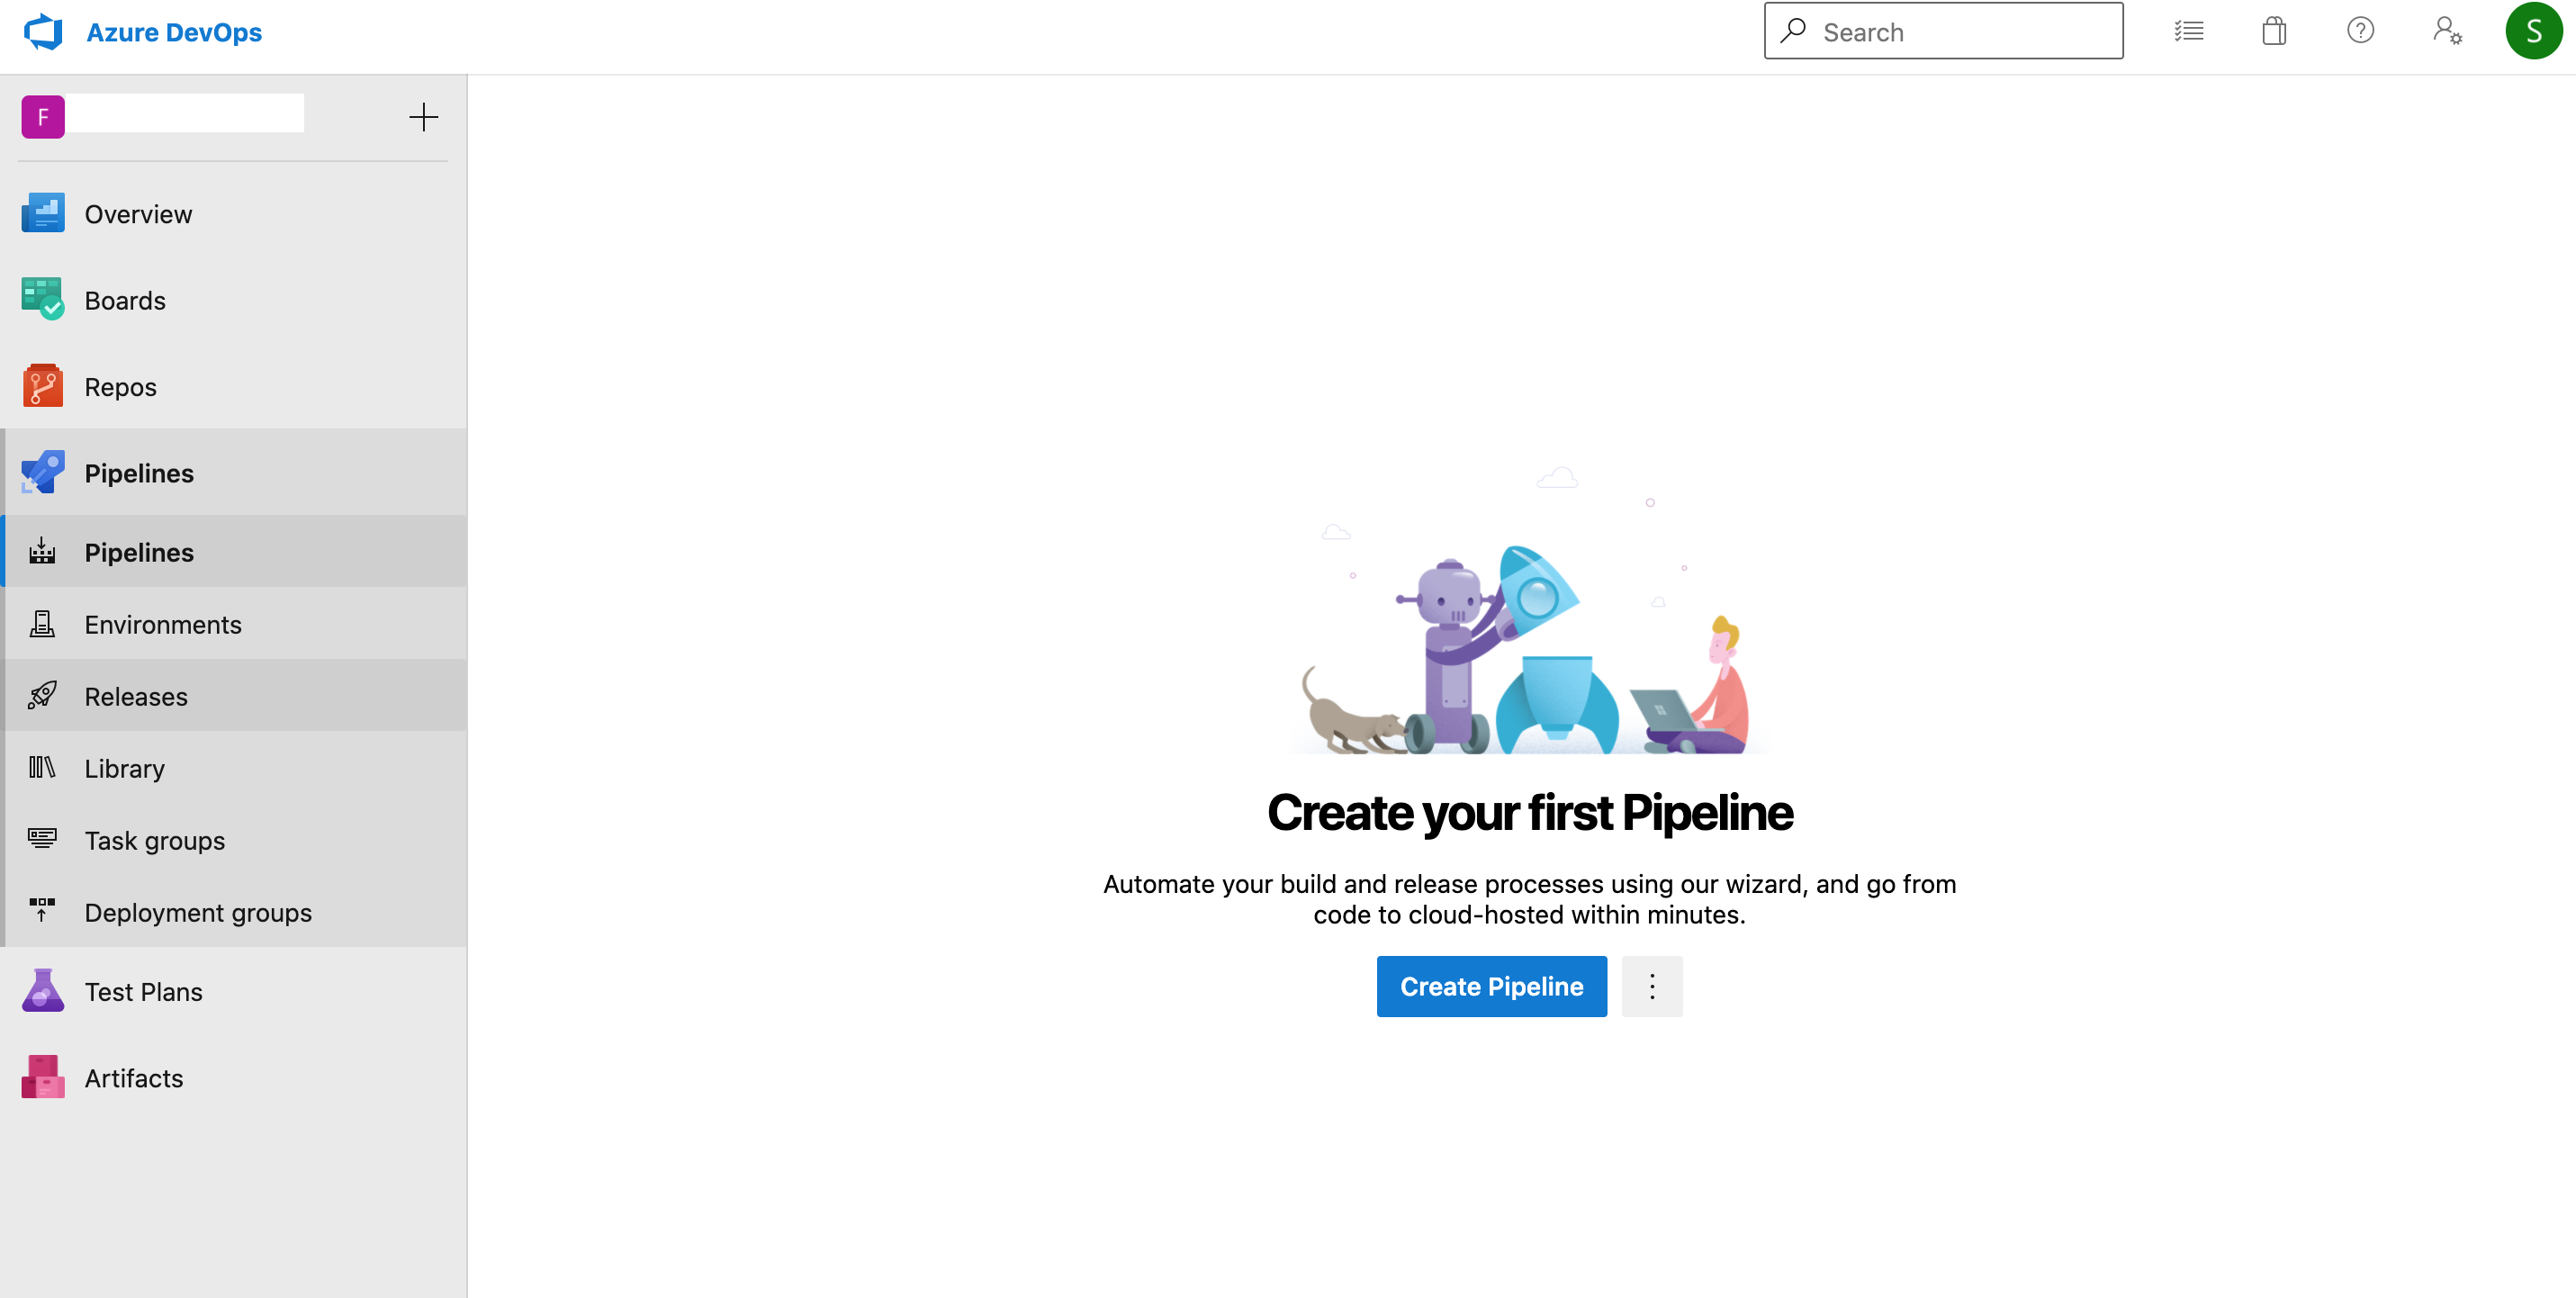 Azure DevOps
Search
S
F
Overview
Boards
Repos
Pipelines
Pipelines
Environments
Releases
Library
Task groups
Deployment groups
Test Plans
Artifacts
Create your first Pipeline
Automate your build and release processes using our wizard, and go from
code to cloud-hosted within minutes.
Create Pipeline